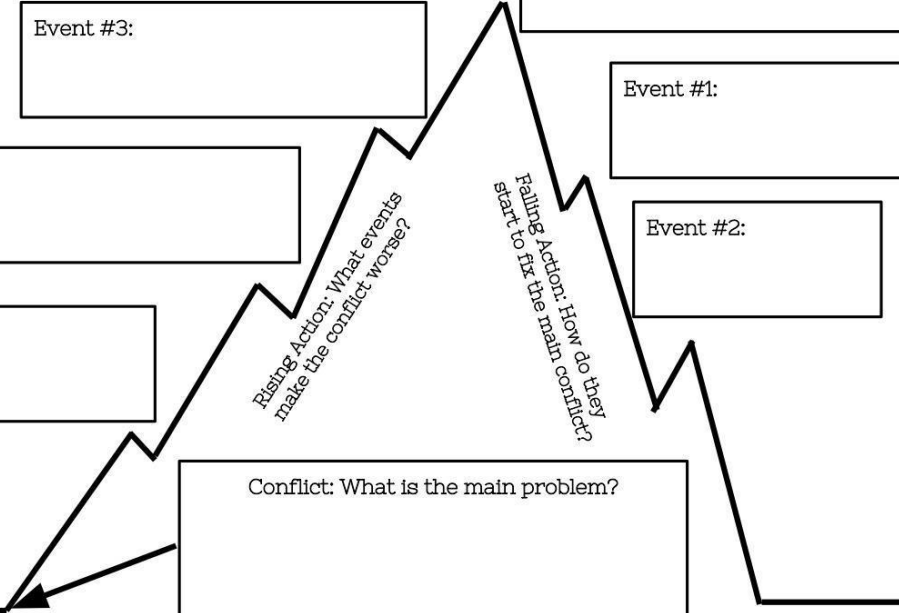 Event #3:
Event #1:
Event #2:
Rising Action: What events
make the conflict worse?
Falling Action: How do they
start to fix the main conflict?
Conflict: What is the main problem?